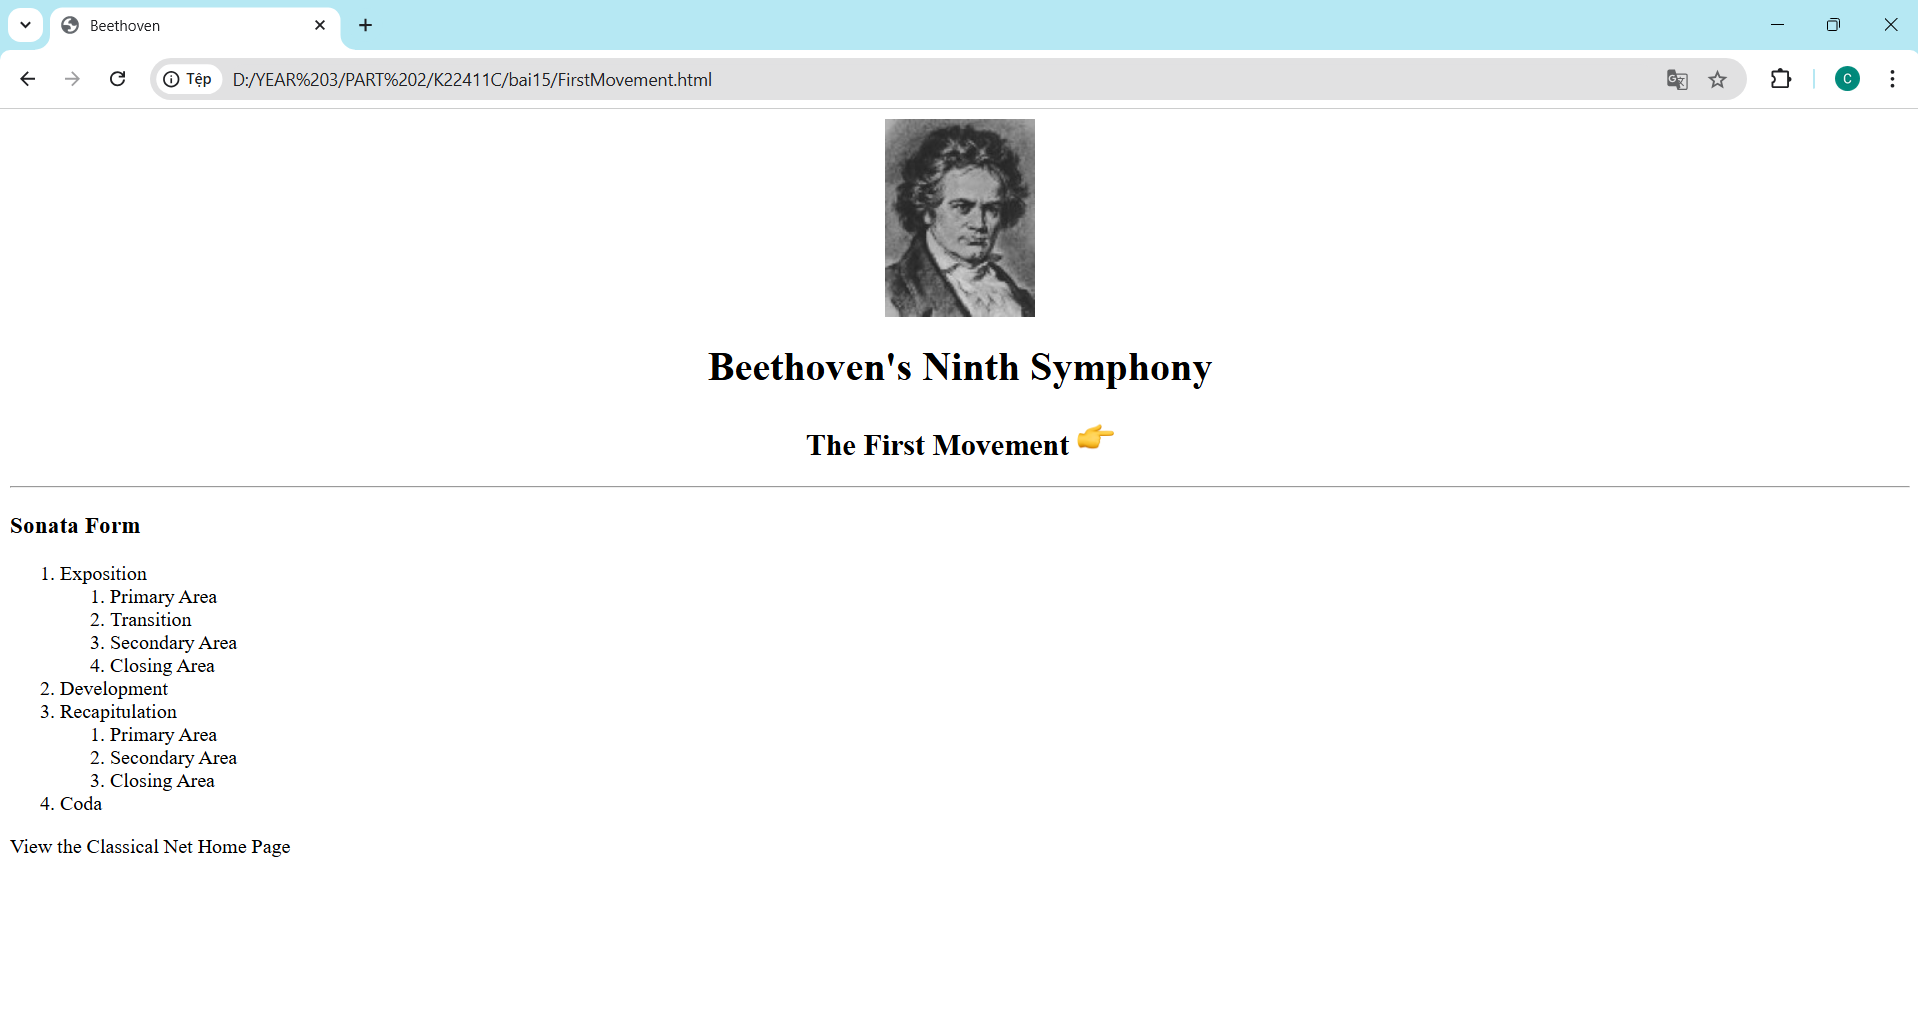 Beethoven
Tệp D:/YEAR%203/PART%202/K22411C/bai15/FirstMovement.html
C
Beethoven's Ninth Symphony
The First Movement 👉
Sonata Form
1. Exposition
1. Primary Area
2. Transition
3. Secondary Area
4. Closing Area
2. Development
3. Recapitulation
1. Primary Area
2. Secondary Area
3. Closing Area
4. Coda
View the Classical Net Home Page